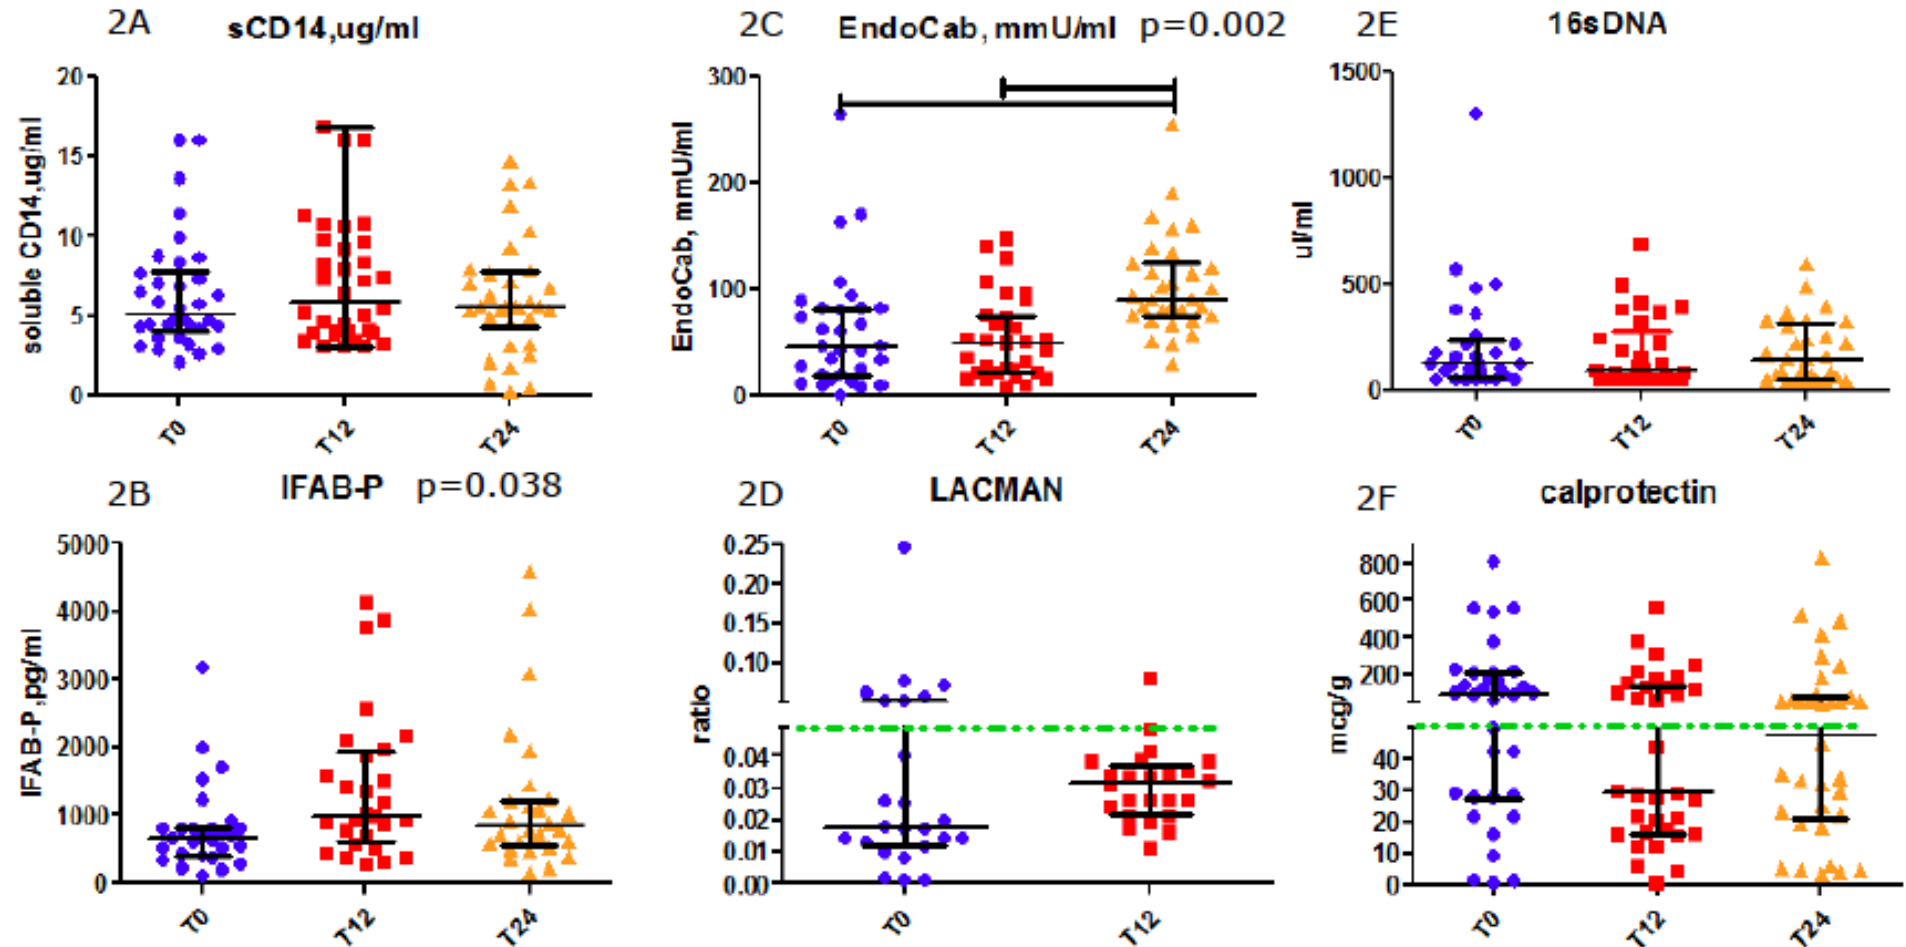 2A sCD14,ug/ml
soluble CD14,ug/ml
20
15
10
5
0
T0 T12 T24
2C EndoCab, mmU/ml p=0.002
EndoCab, mmU/ml
300
200
100
0
T0 T12 T24
2E 16sDNA
ul/ml
1500
1000
500
0
T0 T12 T24
2B IFAB-P p=0.038
IFAB-P,pg/ml
5000
4000
3000
2000
1000
0
T0 T12 T24
2D LACMAN
ratio
0.25
0.20
0.15
0.10
0.04
0.03
0.02
0.01
0.00
T0 T12
2F calprotectin
mcg/g
800
600
400
200
40
30
20
10
0
T0 T12 T24